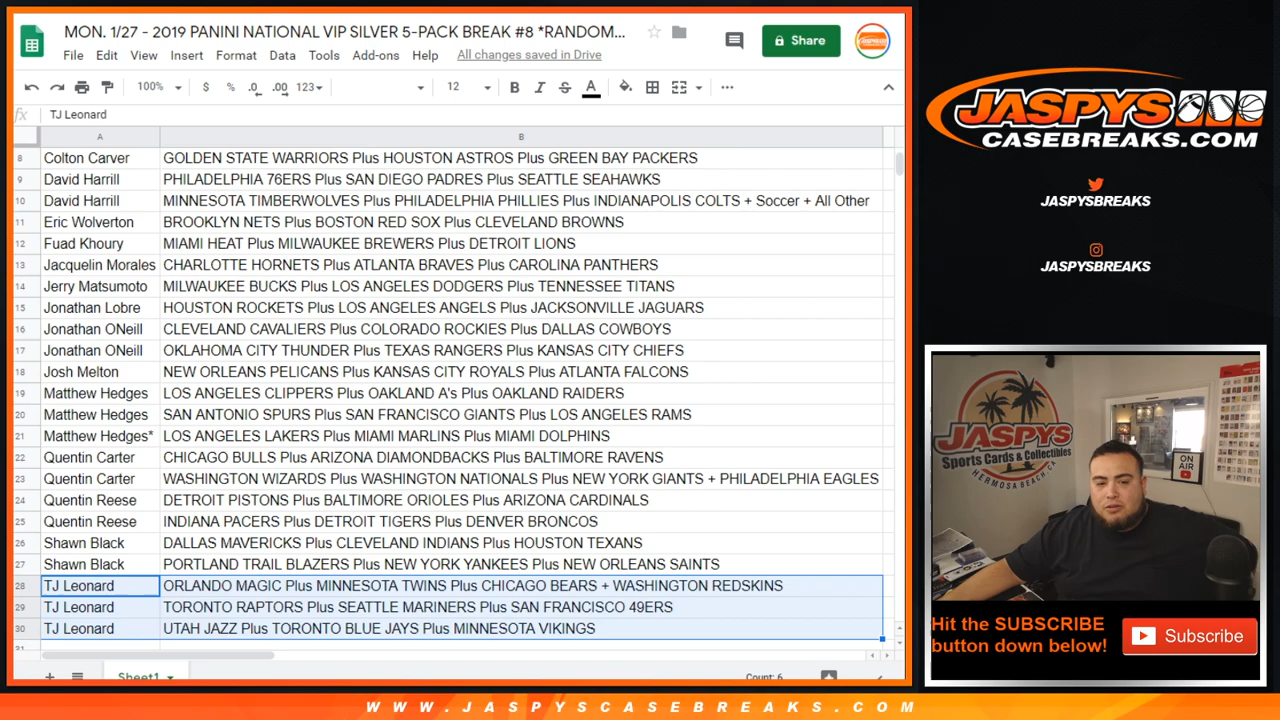 MON. 1/27 - 2019 PANINI NATIONAL VIP SILVER 5-PACK BREAK #8 *RANDOM...
Share
File Edit View Insert Format Data Tools Add-ons Help All changes saved in Drive
100% $ % .0 .00 123 12 B I S A
fx TJ Leonard
A B
8 Colton Carver GOLDEN STATE WARRIORS Plus HOUSTON ASTROS Plus GREEN BAY PACKERS
9 David Harrill PHILADELPHIA 76ERS Plus SAN DIEGO PADRES Plus SEATTLE SEAHAWKS
10 David Harrill MINNESOTA TIMBERWOLVES Plus PHILADELPHIA PHILLIES Plus INDIANAPOLIS COLTS + Soccer + All Other
11 Eric Wolverton BROOKLYN NETS Plus BOSTON RED SOX Plus CLEVELAND BROWNS
12 Fuad Khoury MIAMI HEAT Plus MILWAUKEE BREWERS Plus DETROIT LIONS
13 Jacquelin Morales CHARLOTTE HORNETS Plus ATLANTA BRAVES Plus CAROLINA PANTHERS
14 Jerry Matsumoto MILWAUKEE BUCKS Plus LOS ANGELES DODGERS Plus TENNESSEE TITANS
15 Jonathan Lobre HOUSTON ROCKETS Plus LOS ANGELES ANGELS Plus JACKSONVILLE JAGUARS
16 Jonathan ONeill CLEVELAND CAVALIERS Plus COLORADO ROCKIES Plus DALLAS COWBOYS
17 Jonathan ONeill OKLAHOMA CITY THUNDER Plus TEXAS RANGERS Plus KANSAS CITY CHIEFS
18 Josh Melton NEW ORLEANS PELICANS Plus KANSAS CITY ROYALS Plus ATLANTA FALCONS
19 Matthew Hedges LOS ANGELES CLIPPERS Plus OAKLAND A's Plus OAKLAND RAIDERS
20 Matthew Hedges SAN ANTONIO SPURS Plus SAN FRANCISCO GIANTS Plus LOS ANGELES RAMS
21 Matthew Hedges* LOS ANGELES LAKERS Plus MIAMI MARLINS Plus MIAMI DOLPHINS
22 Quentin Carter CHICAGO BULLS Plus ARIZONA DIAMONDBACKS Plus BALTIMORE RAVENS
23 Quentin Carter WASHINGTON WIZARDS Plus WASHINGTON NATIONALS Plus NEW YORK GIANTS + PHILADELPHIA EAGLES
24 Quentin Reese DETROIT PISTONS Plus BALTIMORE ORIOLES Plus ARIZONA CARDINALS
25 Quentin Reese INDIANA PACERS Plus DETROIT TIGERS Plus DENVER BRONCOS
26 Shawn Black DALLAS MAVERICKS Plus CLEVELAND INDIANS Plus HOUSTON TEXANS
27 Shawn Black PORTLAND TRAIL BLAZERS Plus NEW YORK YANKEES Plus NEW ORLEANS SAINTS
28 TJ Leonard ORLANDO MAGIC Plus MINNESOTA TWINS Plus CHICAGO BEARS + WASHINGTON REDSKINS
29 TJ Leonard TORONTO RAPTORS Plus SEATTLE MARINERS Plus SAN FRANCISCO 49ERS
30 TJ Leonard UTAH JAZZ Plus TORONTO BLUE JAYS Plus MINNESOTA VIKINGS
31
Sheet1 Count: 6
JASPYS
CASEBREAKS.COM
JASPYSBREAKS
JASPYSBREAKS
JASPYS
Sports Cards & Collectibles
HERMOSA BEACH, CA
ON
AIR
Hit the SUBSCRIBE
button down below!
Subscribe
WWW.JASPYSCASEBREAKS.COM